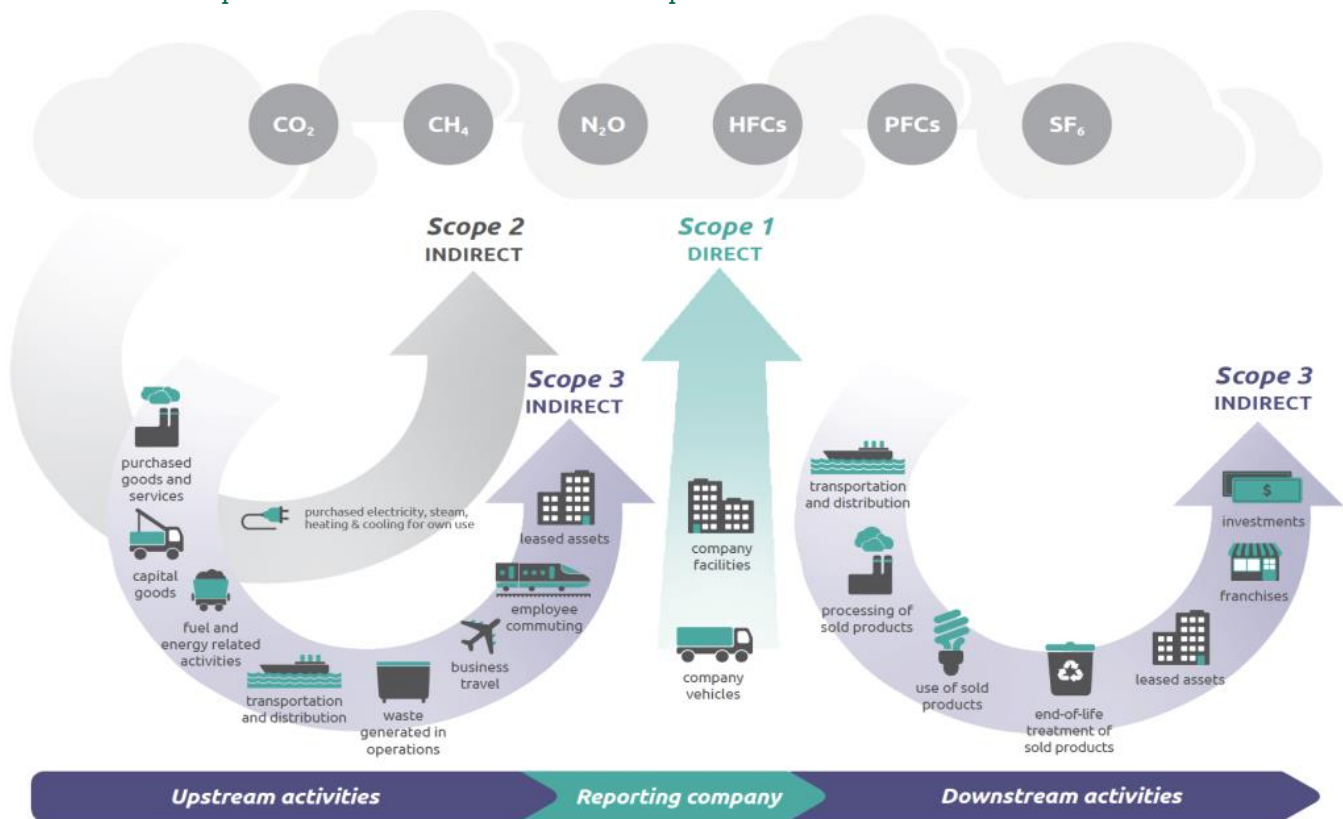 CO₂
CH₄
N₂O
HFCs
PFCs
SF₆
Scope 2
INDIRECT
Scope 1
DIRECT
Scope 3
INDIRECT
Scope 3
INDIRECT
purchased
goods and
services
capital
goods
fuel and
energy related
activities
purchased electricity, steam,
heating & cooling for own use
transportation
and distribution
waste
generated in
operations
business
travel
employee
commuting
leased assets
company
facilities
company
vehicles
transportation
and distribution
processing of
sold products
use of sold
products
end-of-life
treatment of
sold products
leased assets
franchises
$
investments
Upstream activities
Reporting company
Downstream activities